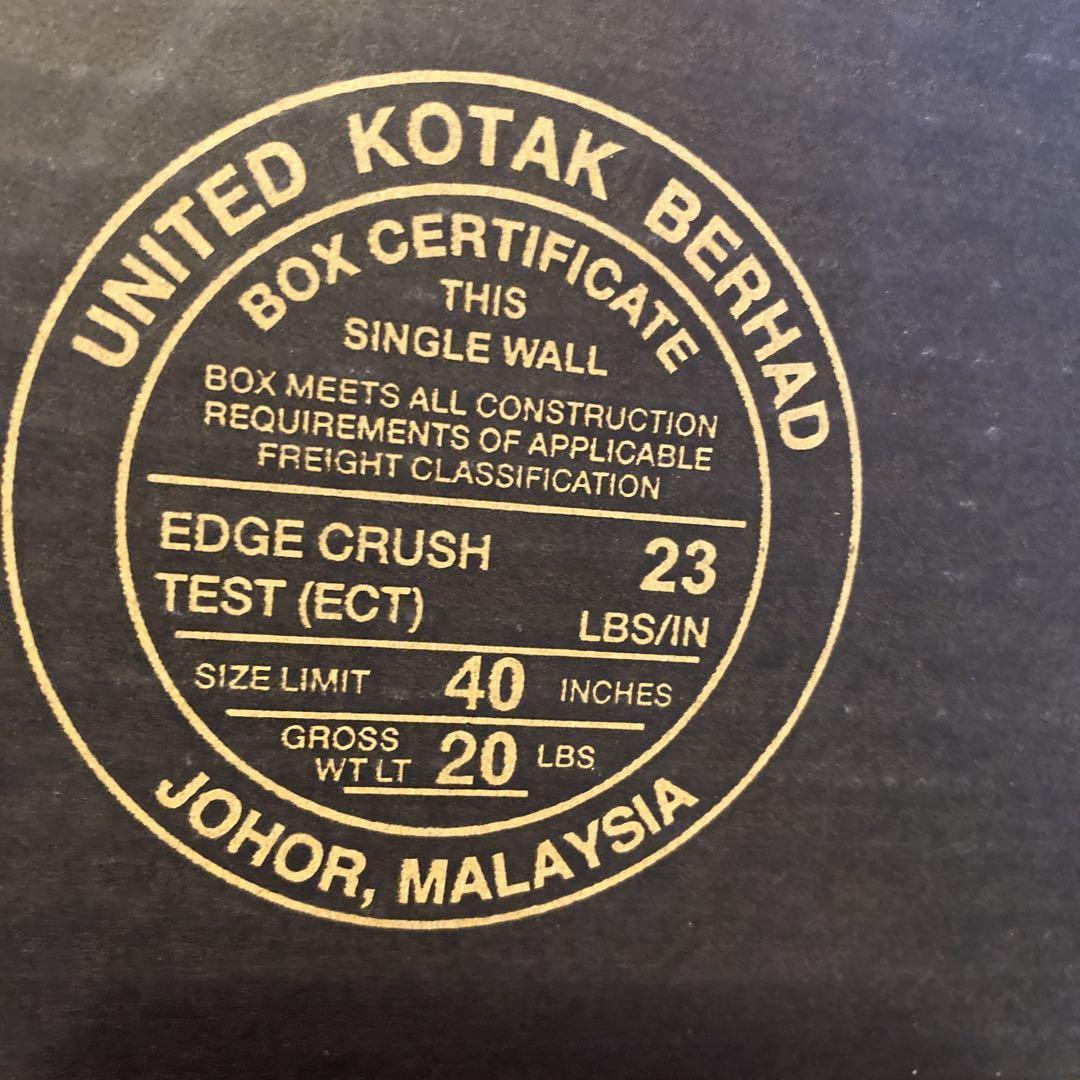 UNITED KOTAK BERHAD
BOX CERTIFICATE
THIS
SINGLE WALL
BOX MEETS ALL CONSTRUCTION
REQUIREMENTS OF APPLICABLE
FREIGHT CLASSIFICATION
EDGE CRUSH
TEST (ECT)
23
LBS/IN
SIZE LIMIT 40 INCHES
GROSS
WT LT 20 LBS
JOHOR, MALAYSIA